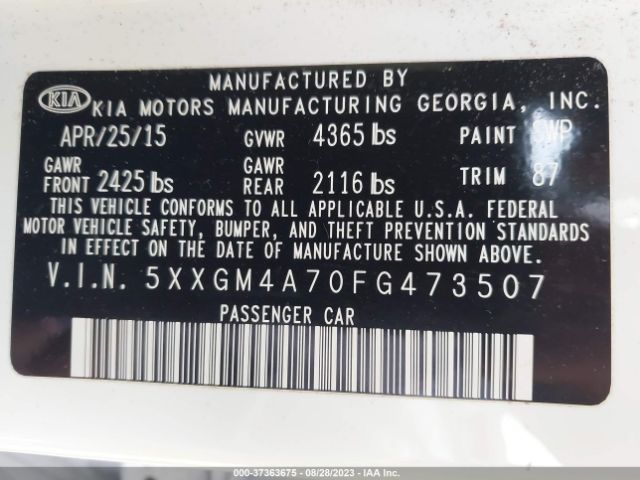 MANUFACTURED BY
KIA KIA MOTORS MANUFACTURING GEORGIA, INC.
APR/25/15 GVWR 4365 lbs PAINT SWP
GAWR FRONT 2425 lbs GAWR REAR 2116 lbs TRIM 87
THIS VEHICLE CONFORMS TO ALL APPLICABLE U.S.A. FEDERAL
MOTOR VEHICLE SAFETY, BUMPER, AND THEFT PREVENTION STANDARDS
IN EFFECT ON THE DATE OF MANUFACTURE SHOWN ABOVE.
V.I.N. 5XXGM4A70FG473507
PASSENGER CAR
000-37363675 - 08/28/2023 - IAA Inc.